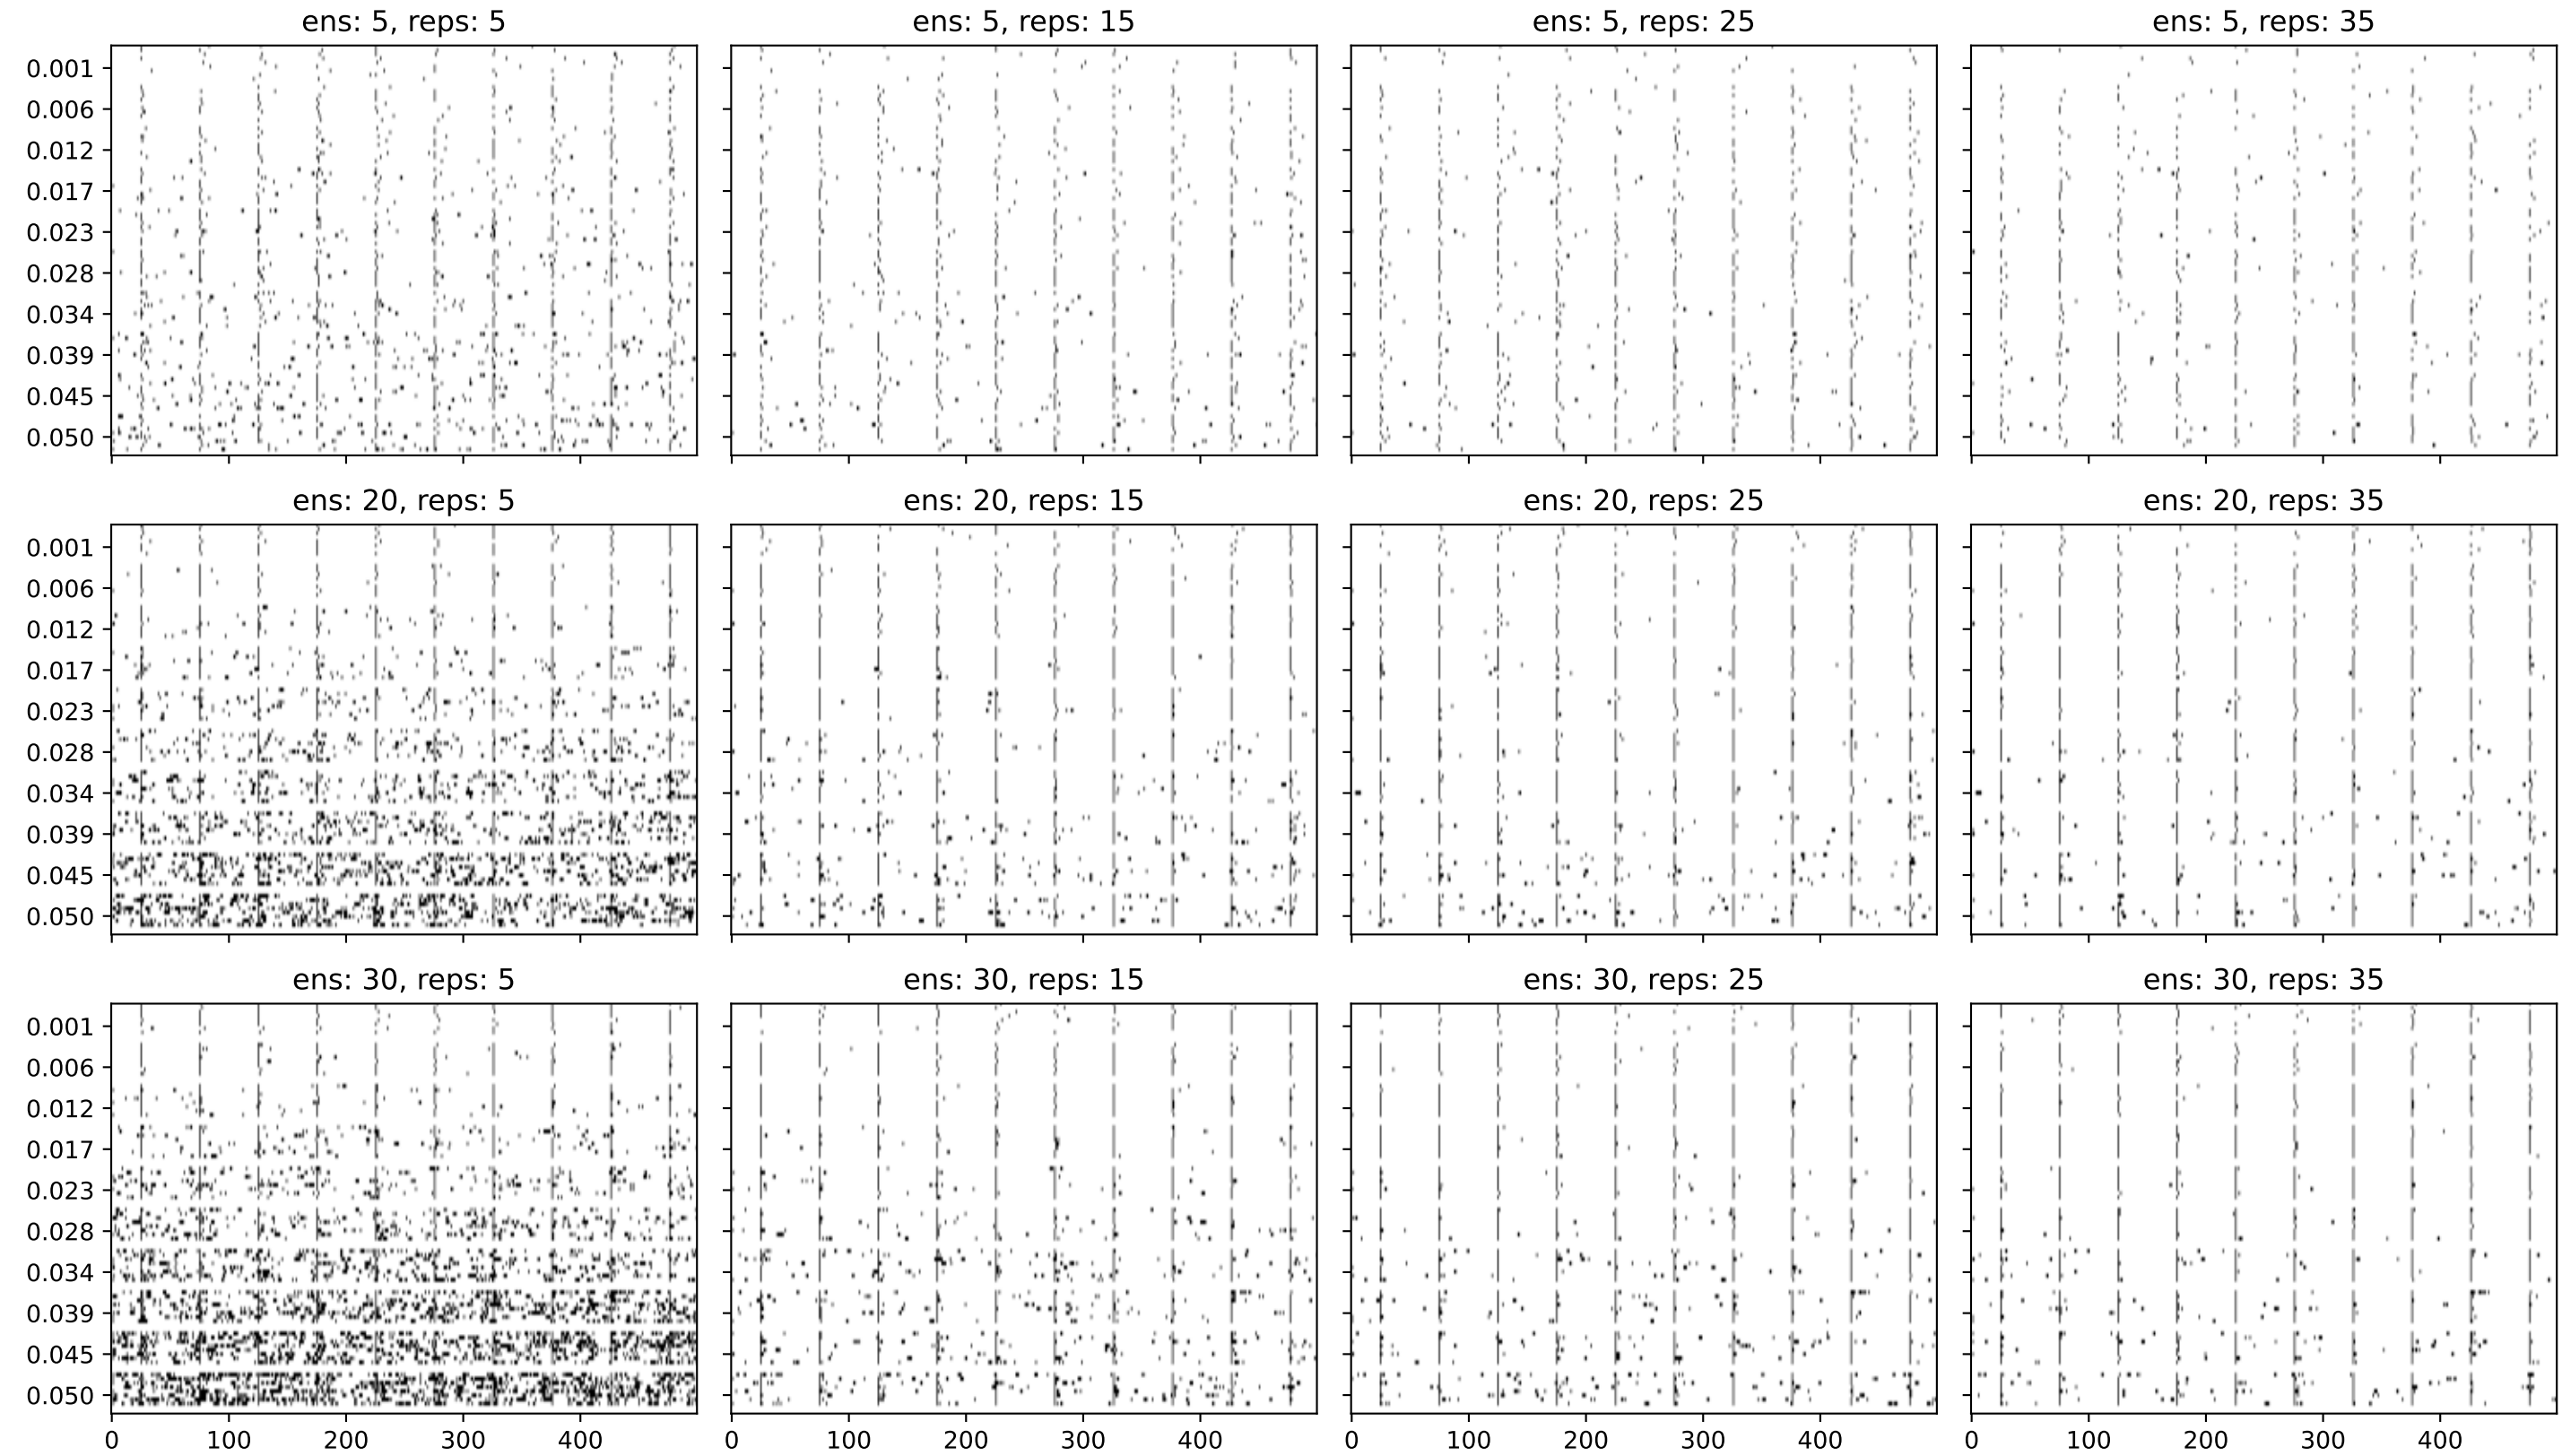 ens: 5, reps: 5
ens: 5, reps: 15
ens: 5, reps: 25
ens: 5, reps: 35
0.001
0.006
0.012
0.017
0.023
0.028
0.034
0.039
0.045
0.050
0 100 200 300 400
0 100 200 300 400
0 100 200 300 400
0 100 200 300 400
ens: 20, reps: 5
ens: 20, reps: 15
ens: 20, reps: 25
ens: 20, reps: 35
0.001
0.006
0.012
0.017
0.023
0.028
0.034
0.039
0.045
0.050
ens: 30, reps: 5
ens: 30, reps: 15
ens: 30, reps: 25
ens: 30, reps: 35
0.001
0.006
0.012
0.017
0.023
0.028
0.034
0.039
0.045
0.050